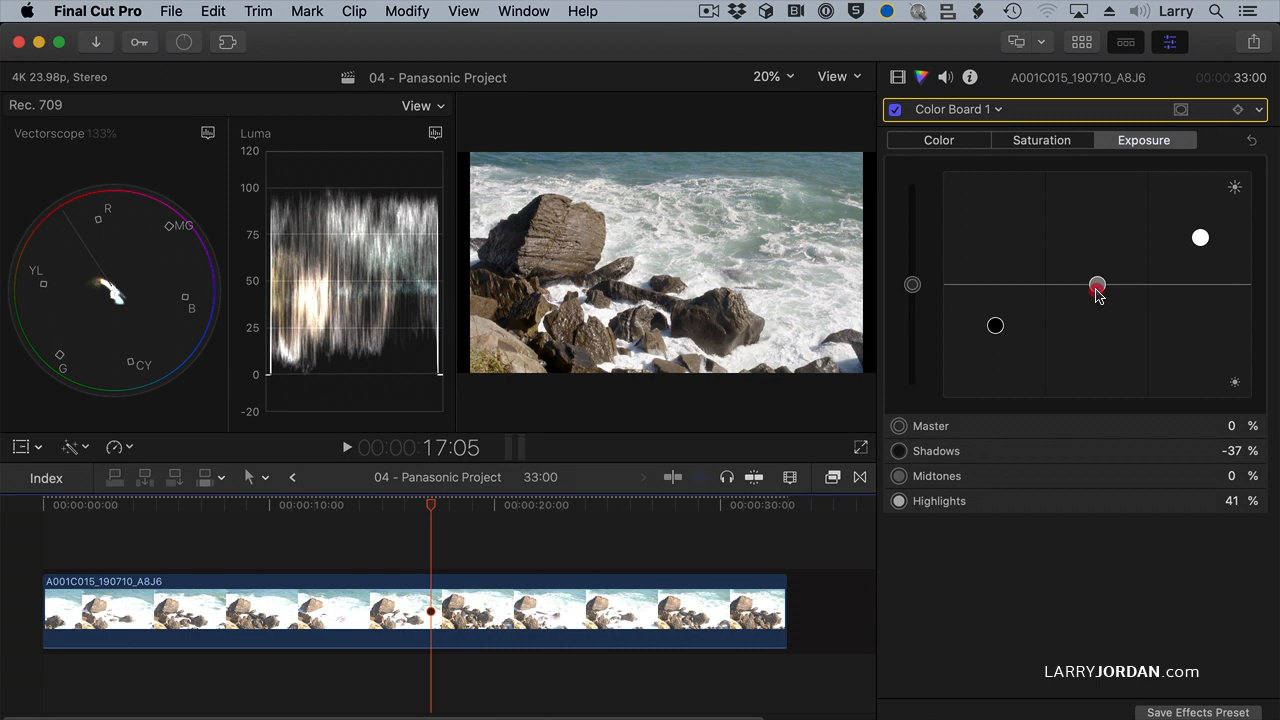 Final Cut Pro File Edit Trim Mark Clip Modify View Window Help Larry
4K 23.98p, Stereo 04 - Panasonic Project 20% View A001C015_190710_A8J6 00:00:33:00
Rec. 709 View Color Board 1
Vectorscope 133% Luma
Color Saturation Exposure
120
100
75
50
25
0
-20
R
MG
YL
B
CY
G
Master 0 %
Shadows -37 %
Midtones 0 %
Highlights 41 %
00:00:17:05
Index 04 - Panasonic Project 33:00
00:00:00:00 00:00:10:00 00:00:20:00 00:00:30:00
A001C015_190710_A8J6
LARRYJORDAN.com
Save Effects Preset